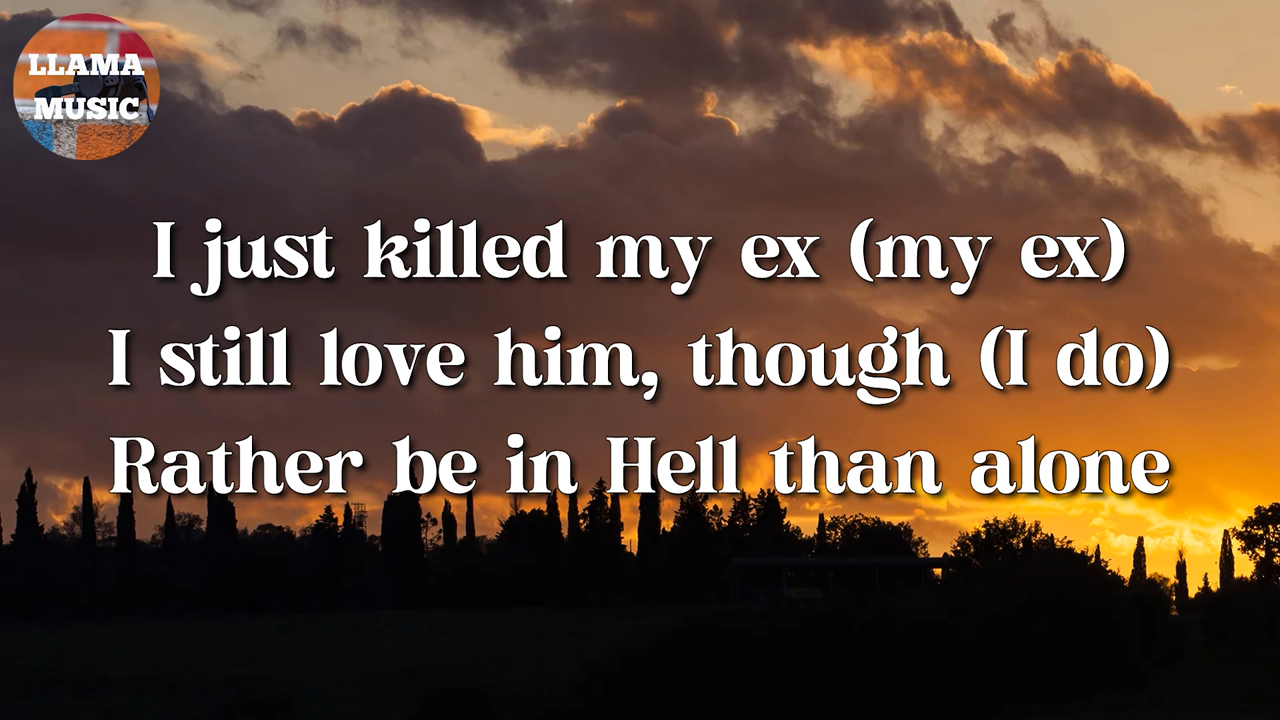 LLAMA
MUSIC
I just killed my ex (my ex)
I still love him, though (I do)
Rather be in Hell than alone